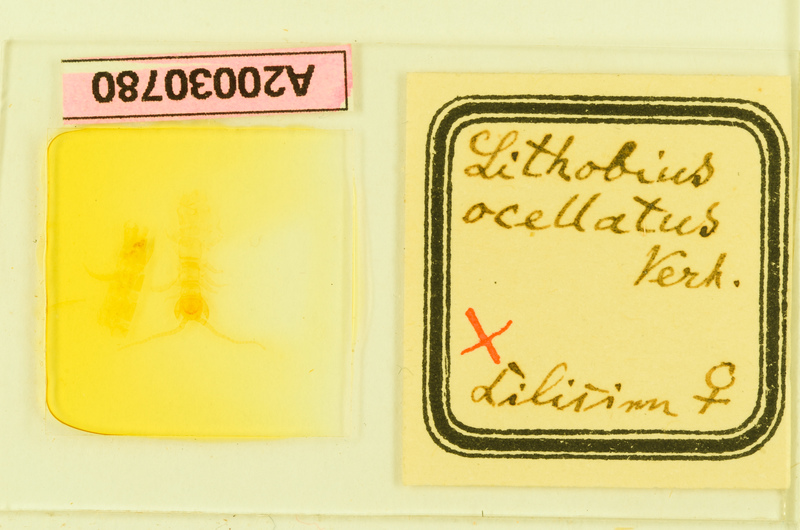 A20030780
Lithobius
ocellatus
Verh.
X
♀